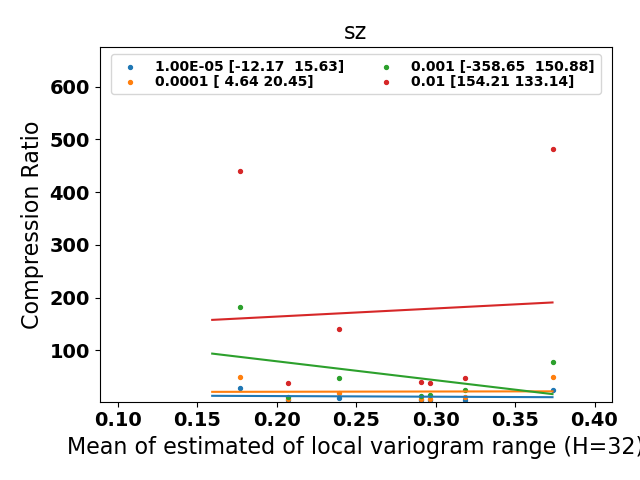 sz
1.00E-05 [-12.17  15.63]
0.0001 [ 4.64 20.45]
0.001 [-358.65  150.88]
0.01 [154.21 133.14]
Compression Ratio
600
500
400
300
200
100
0.10 0.15 0.20 0.25 0.30 0.35 0.40
Mean of estimated of local variogram range (H=32)